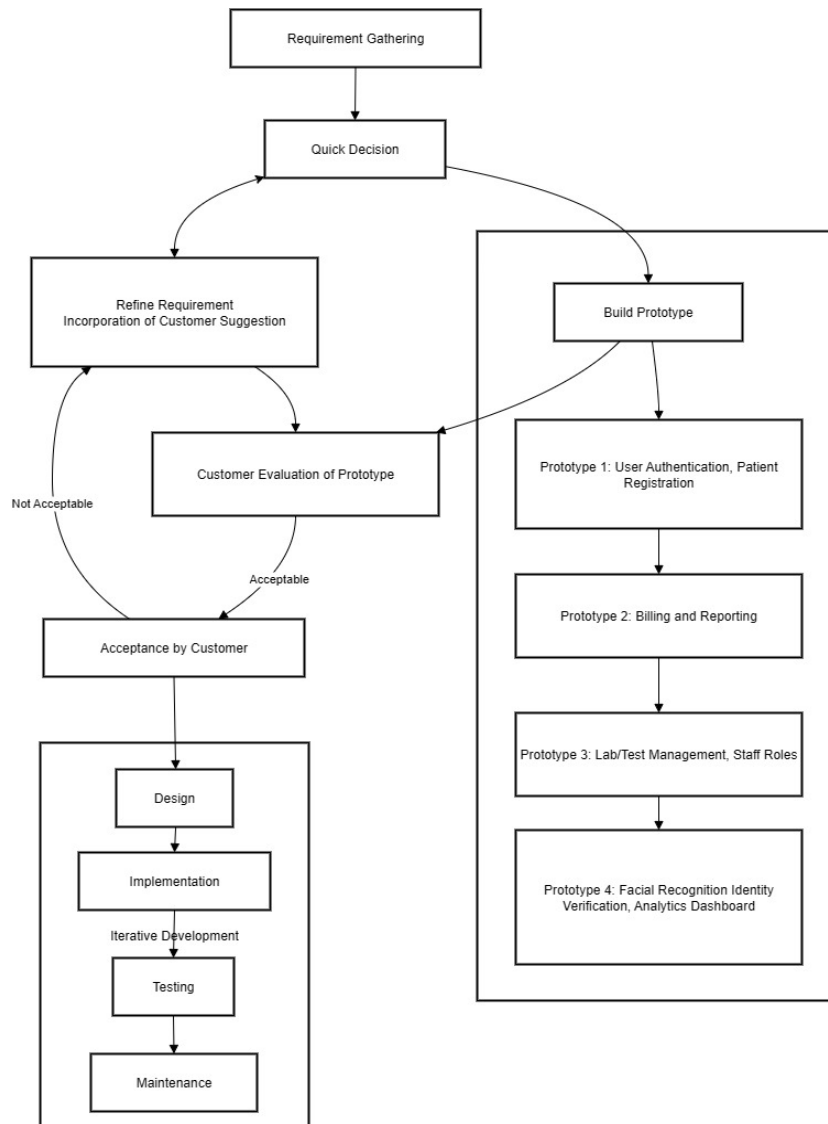 Requirement Gathering
Quick Decision
Refine Requirement
Incorporation of Customer Suggestion
Build Prototype
Customer Evaluation of Prototype
Prototype 1: User Authentication, Patient
Registration
Not Acceptable
Acceptable
Prototype 2: Billing and Reporting
Acceptance by Customer
Prototype 3: Lab/Test Management, Staff Roles
Design
Implementation
Prototype 4: Facial Recognition Identity
Verification, Analytics Dashboard
Iterative Development
Testing
Maintenance